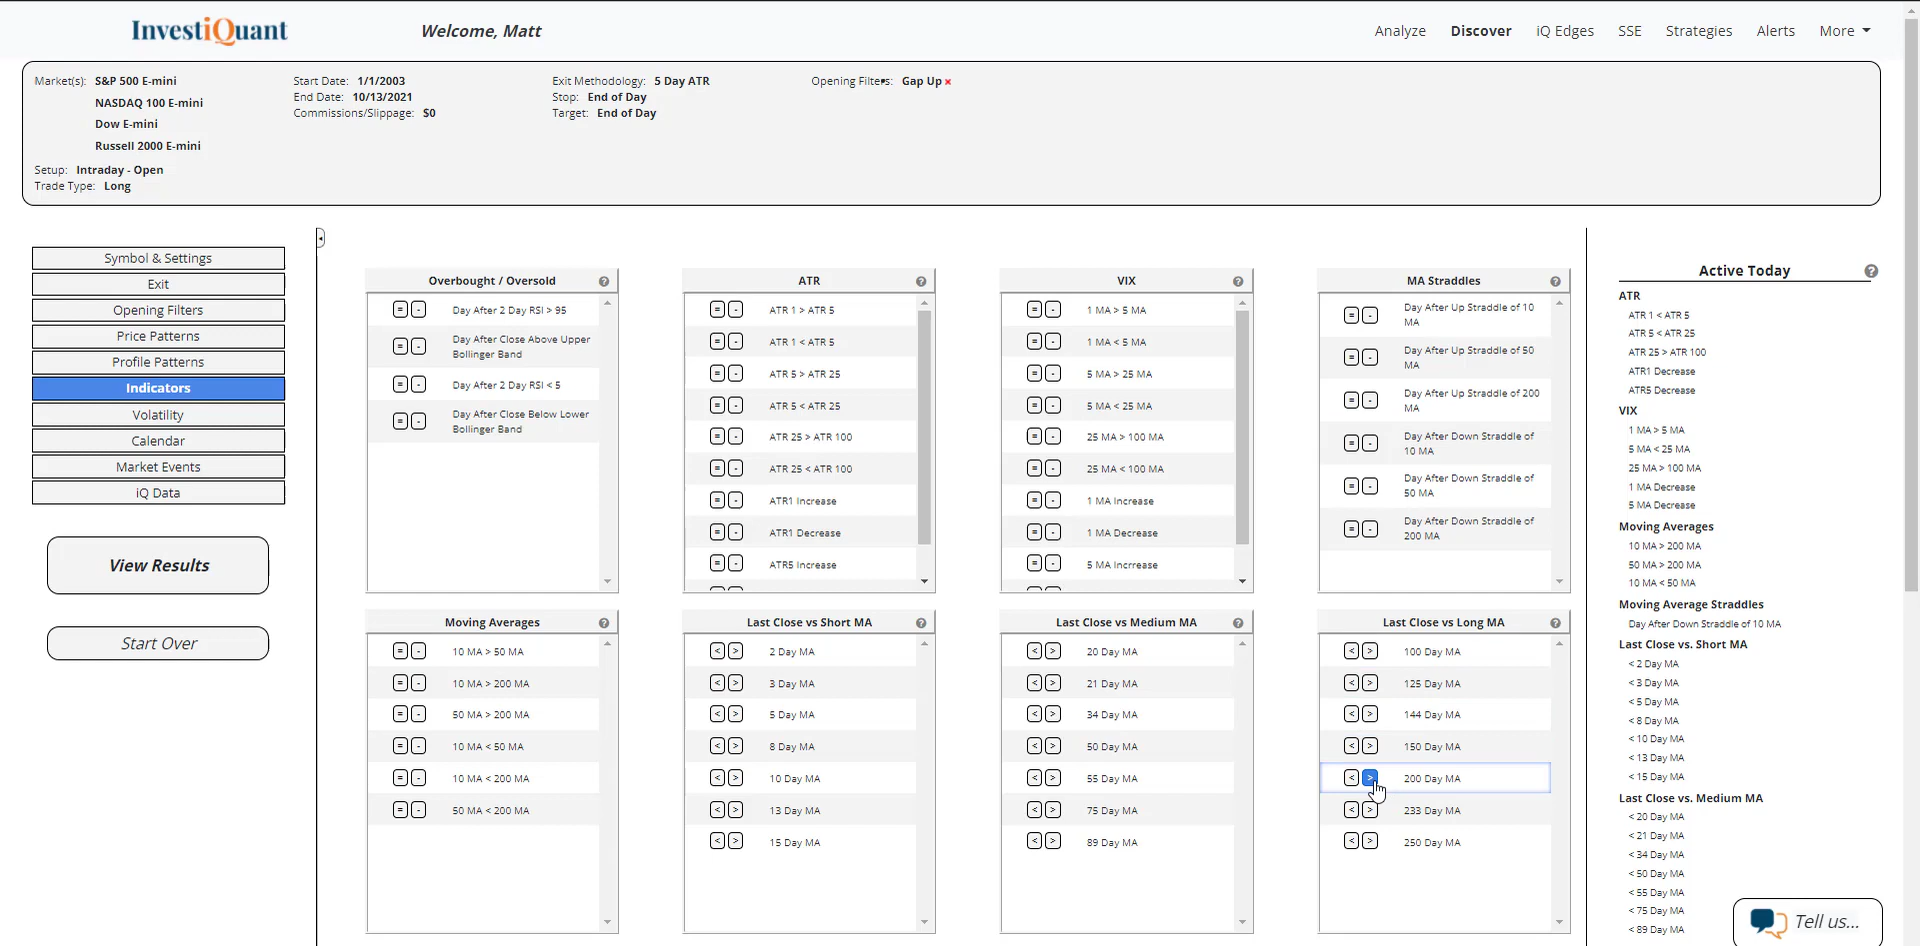 InvestiQuant
Welcome, Matt
Analyze
Discover
iQ Edges
SSE
Strategies
Alerts
More
Market(s): S&P 500 E-mini
NASDAQ 100 E-mini
Dow E-mini
Russell 2000 E-mini
Setup: Intraday - Open
Trade Type: Long
Start Date: 1/1/2003
End Date: 10/13/2021
Commissions/Slippage: $0
Exit Methodology: 5 Day ATR
Stop: End of Day
Target: End of Day
Opening Filters: Gap Up ×
Symbol & Settings
Exit
Opening Filters
Price Patterns
Profile Patterns
Indicators
Volatility
Calendar
Market Events
iQ Data
View Results
Start Over
Overbought / Oversold ?
= - Day After 2 Day RSI > 95
= - Day After Close Above Upper
Bollinger Band
= - Day After 2 Day RSI < 5
= - Day After Close Below Lower
Bollinger Band
ATR ?
= - ATR 1 > ATR 5
= - ATR 1 < ATR 5
= - ATR 5 > ATR 25
= - ATR 5 < ATR 25
= - ATR 25 > ATR 100
= - ATR 25 < ATR 100
= - ATR1 Increase
= - ATR1 Decrease
= - ATR5 Increase
VIX ?
= - 1 MA > 5 MA
= - 1 MA < 5 MA
= - 5 MA > 25 MA
= - 5 MA < 25 MA
= - 25 MA > 100 MA
= - 25 MA < 100 MA
= - 1 MA Increase
= - 1 MA Decrease
= - 5 MA Incrrease
MA Straddles ?
= - Day After Up Straddle of 10
MA
= - Day After Up Straddle of 50
MA
= - Day After Up Straddle of 200
MA
= - Day After Down Straddle of
10 MA
= - Day After Down Straddle of
50 MA
= - Day After Down Straddle of
200 MA
Moving Averages ?
= - 10 MA > 50 MA
= - 10 MA > 200 MA
= - 50 MA > 200 MA
= - 10 MA < 50 MA
= - 10 MA < 200 MA
= - 50 MA < 200 MA
Last Close vs Short MA ?
< > 2 Day MA
< > 3 Day MA
< > 5 Day MA
< > 8 Day MA
< > 10 Day MA
< > 13 Day MA
< > 15 Day MA
Last Close vs Medium MA ?
< > 20 Day MA
< > 21 Day MA
< > 34 Day MA
< > 50 Day MA
< > 55 Day MA
< > 75 Day MA
< > 89 Day MA
Last Close vs Long MA ?
< > 100 Day MA
< > 125 Day MA
< > 144 Day MA
< > 150 Day MA
< > 200 Day MA
< > 233 Day MA
< > 250 Day MA
Active Today ?
ATR
ATR 1 < ATR 5
ATR 5 < ATR 25
ATR 25 > ATR 100
ATR1 Decrease
ATR5 Decrease
VIX
1 MA > 5 MA
5 MA < 25 MA
25 MA > 100 MA
1 MA Decrease
5 MA Decrease
Moving Averages
10 MA > 200 MA
50 MA > 200 MA
10 MA < 50 MA
Moving Average Straddles
Day After Down Straddle of 10 MA
Last Close vs. Short MA
< 2 Day MA
< 3 Day MA
< 5 Day MA
< 8 Day MA
< 10 Day MA
< 13 Day MA
< 15 Day MA
Last Close vs. Medium MA
< 20 Day MA
< 21 Day MA
< 34 Day MA
< 50 Day MA
< 55 Day MA
< 75 Day MA
< 89 Day MA
Tell us...